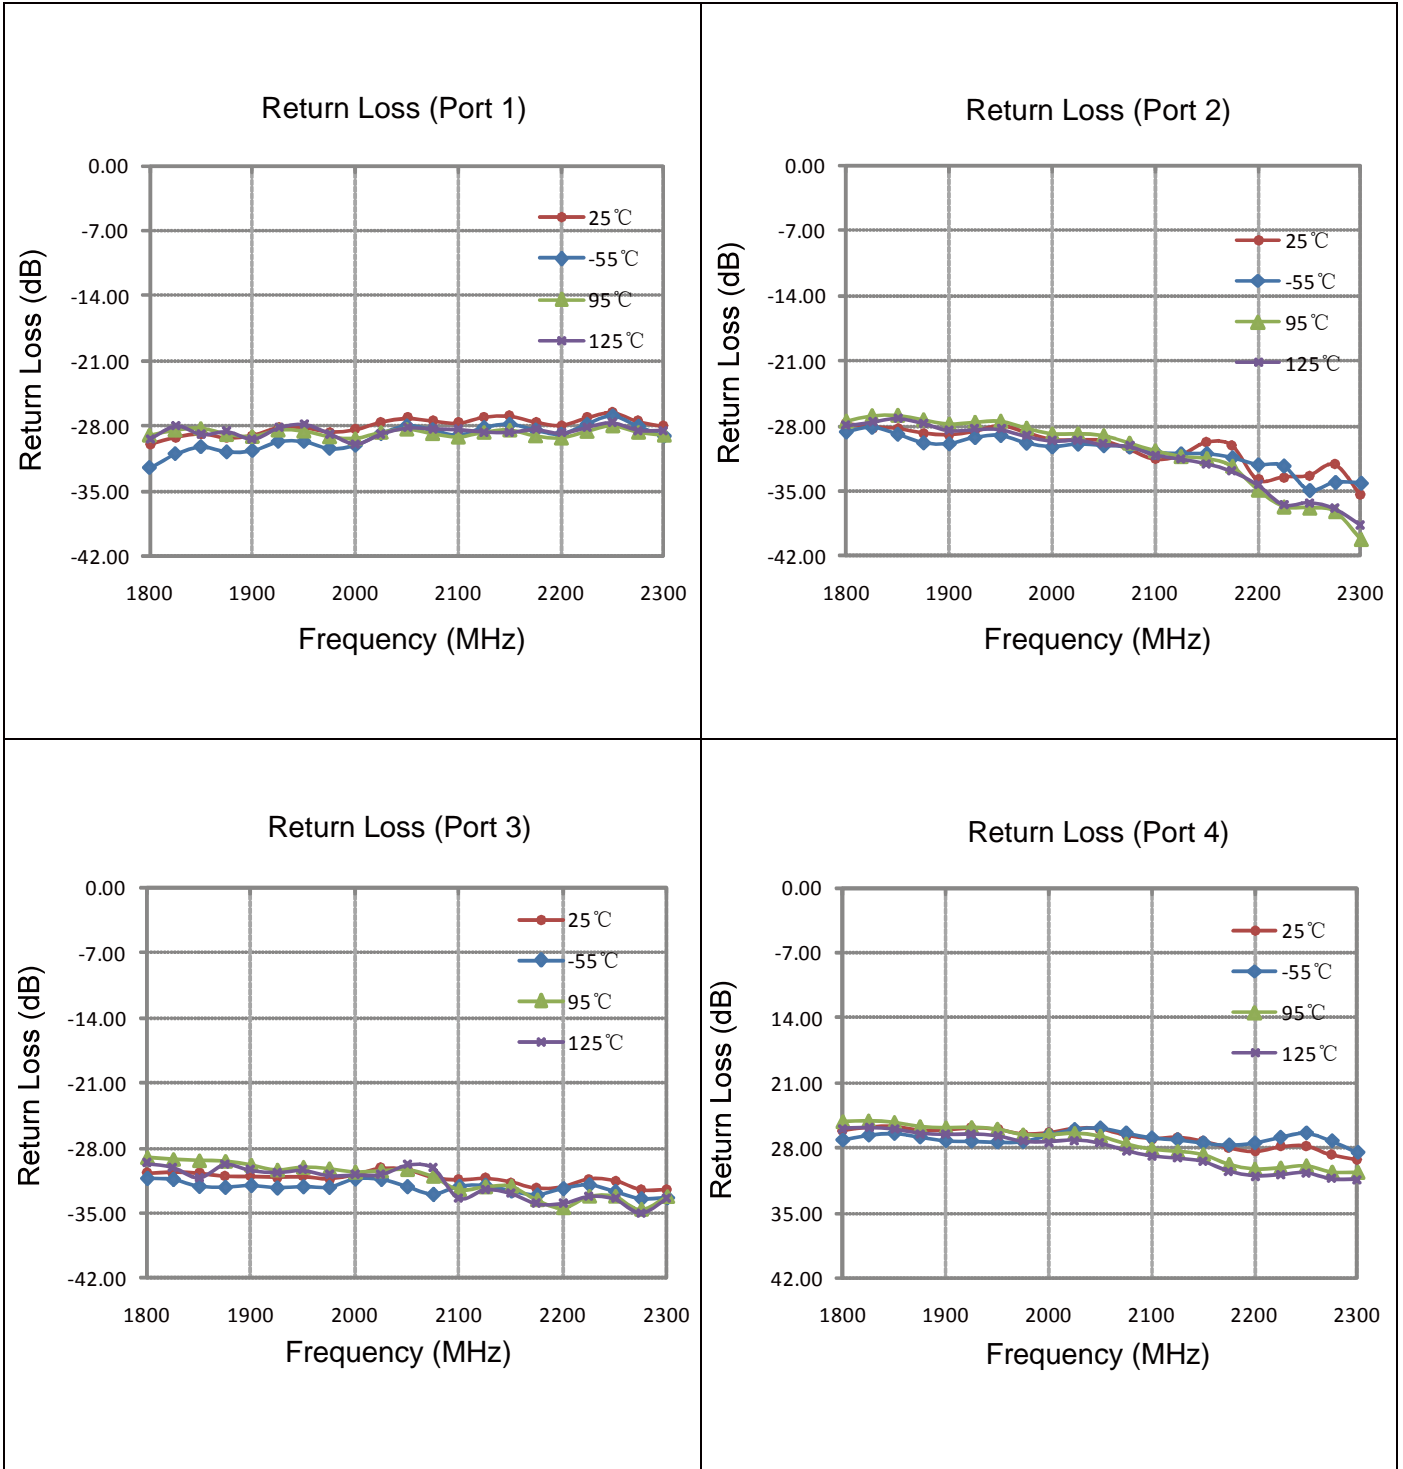 Return Loss (Port 1)
Return Loss (dB)
0.00
-7.00
-14.00
-21.00
-28.00
-35.00
-42.00
25℃
-55℃
95℃
125℃
1800 1900 2000 2100 2200 2300
Frequency (MHz)
Return Loss (Port 2)
Return Loss (dB)
0.00
-7.00
-14.00
-21.00
-28.00
-35.00
-42.00
25℃
-55℃
95℃
125℃
1800 1900 2000 2100 2200 2300
Frequency (MHz)
Return Loss (Port 3)
Return Loss (dB)
0.00
-7.00
-14.00
-21.00
-28.00
-35.00
-42.00
25℃
-55℃
95℃
125℃
1800 1900 2000 2100 2200 2300
Frequency (MHz)
Return Loss (Port 4)
Return Loss (dB)
0.00
-7.00
14.00
21.00
28.00
35.00
42.00
25℃
-55℃
95℃
125℃
1800 1900 2000 2100 2200 2300
Frequency (MHz)